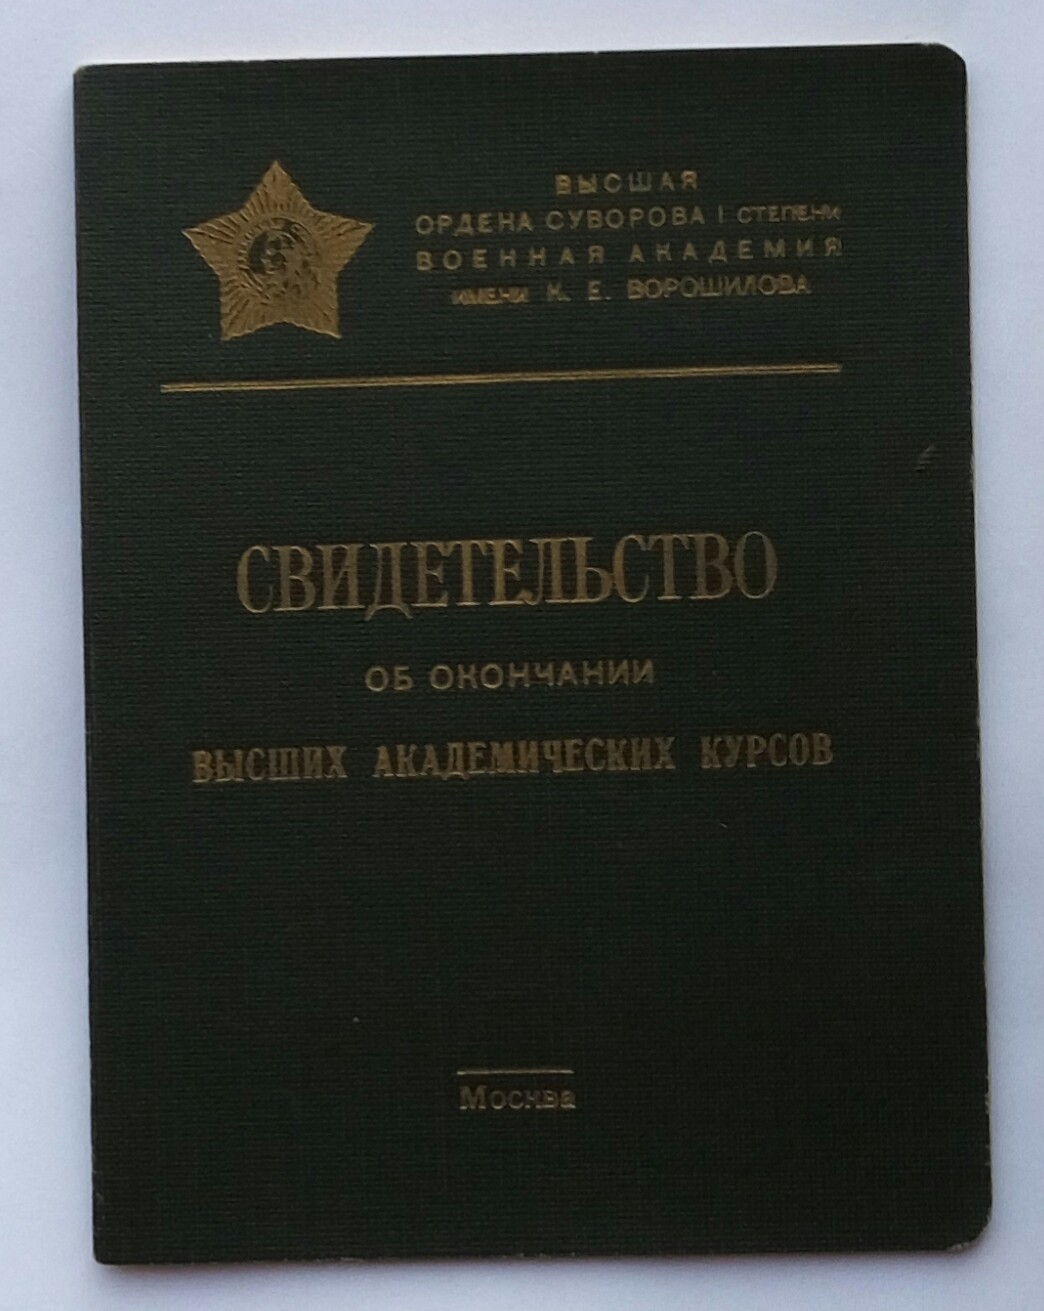 ВЫСШАЯ
ОРДЕНА СУВОРОВА I СТЕПЕНИ
ВОЕННАЯ АКАДЕМИЯ
ИМЕНИ К. Е. ВОРОШИЛОВА
СВИДЕТЕЛЬСТВО
ОБ ОКОНЧАНИИ
ВЫСШИХ АКАДЕМИЧЕСКИХ КУРСОВ
Москва